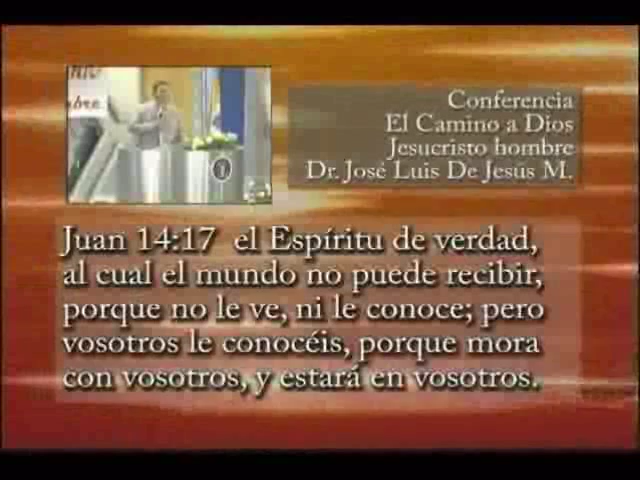 bre.
Conferencia
El Camino a Dios
Jesucristo hombre
Dr. José Luis De Jesús M.
Juan 14:17 el Espíritu de verdad,
al cual el mundo no puede recibir,
porque no le ve, ni le conoce; pero
vosotros le conocéis, porque mora
con vosotros, y estará en vosotros.